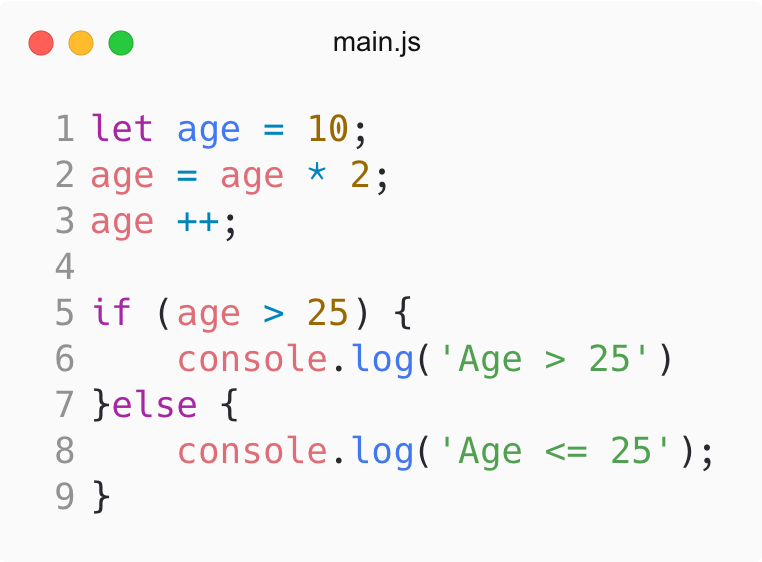 main.js
1 let age = 10;
2 age = age * 2;
3 age ++;
4
5 if (age > 25) {
6     console.log('Age > 25')
7 }else {
8     console.log('Age <= 25');
9 }